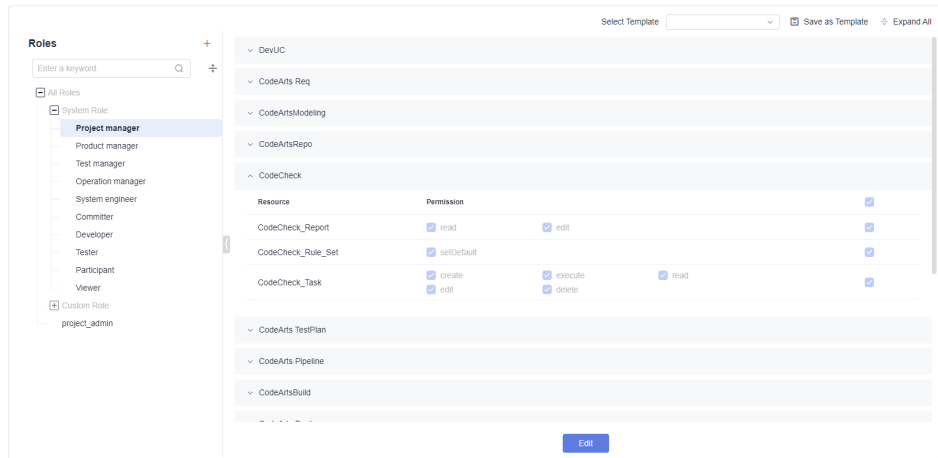 Select Template
Save as Template
Expand All
Roles
Enter a keyword.
All Roles
System Role
Project manager
Product manager
Test manager
Operation manager
System engineer
Committer
Developer
Tester
Participant
Viewer
Custom Role
project_admin
DevUC
CodeArts Req
CodeArtsModeling
CodeArtsRepo
CodeCheck
Resource Permission
CodeCheck_Report read edit
CodeCheck_Rule_Set setDefault
CodeCheck_Task create execute read
edit delete
CodeArts TestPlan
CodeArts Pipeline
CodeArtsBuild
Edit